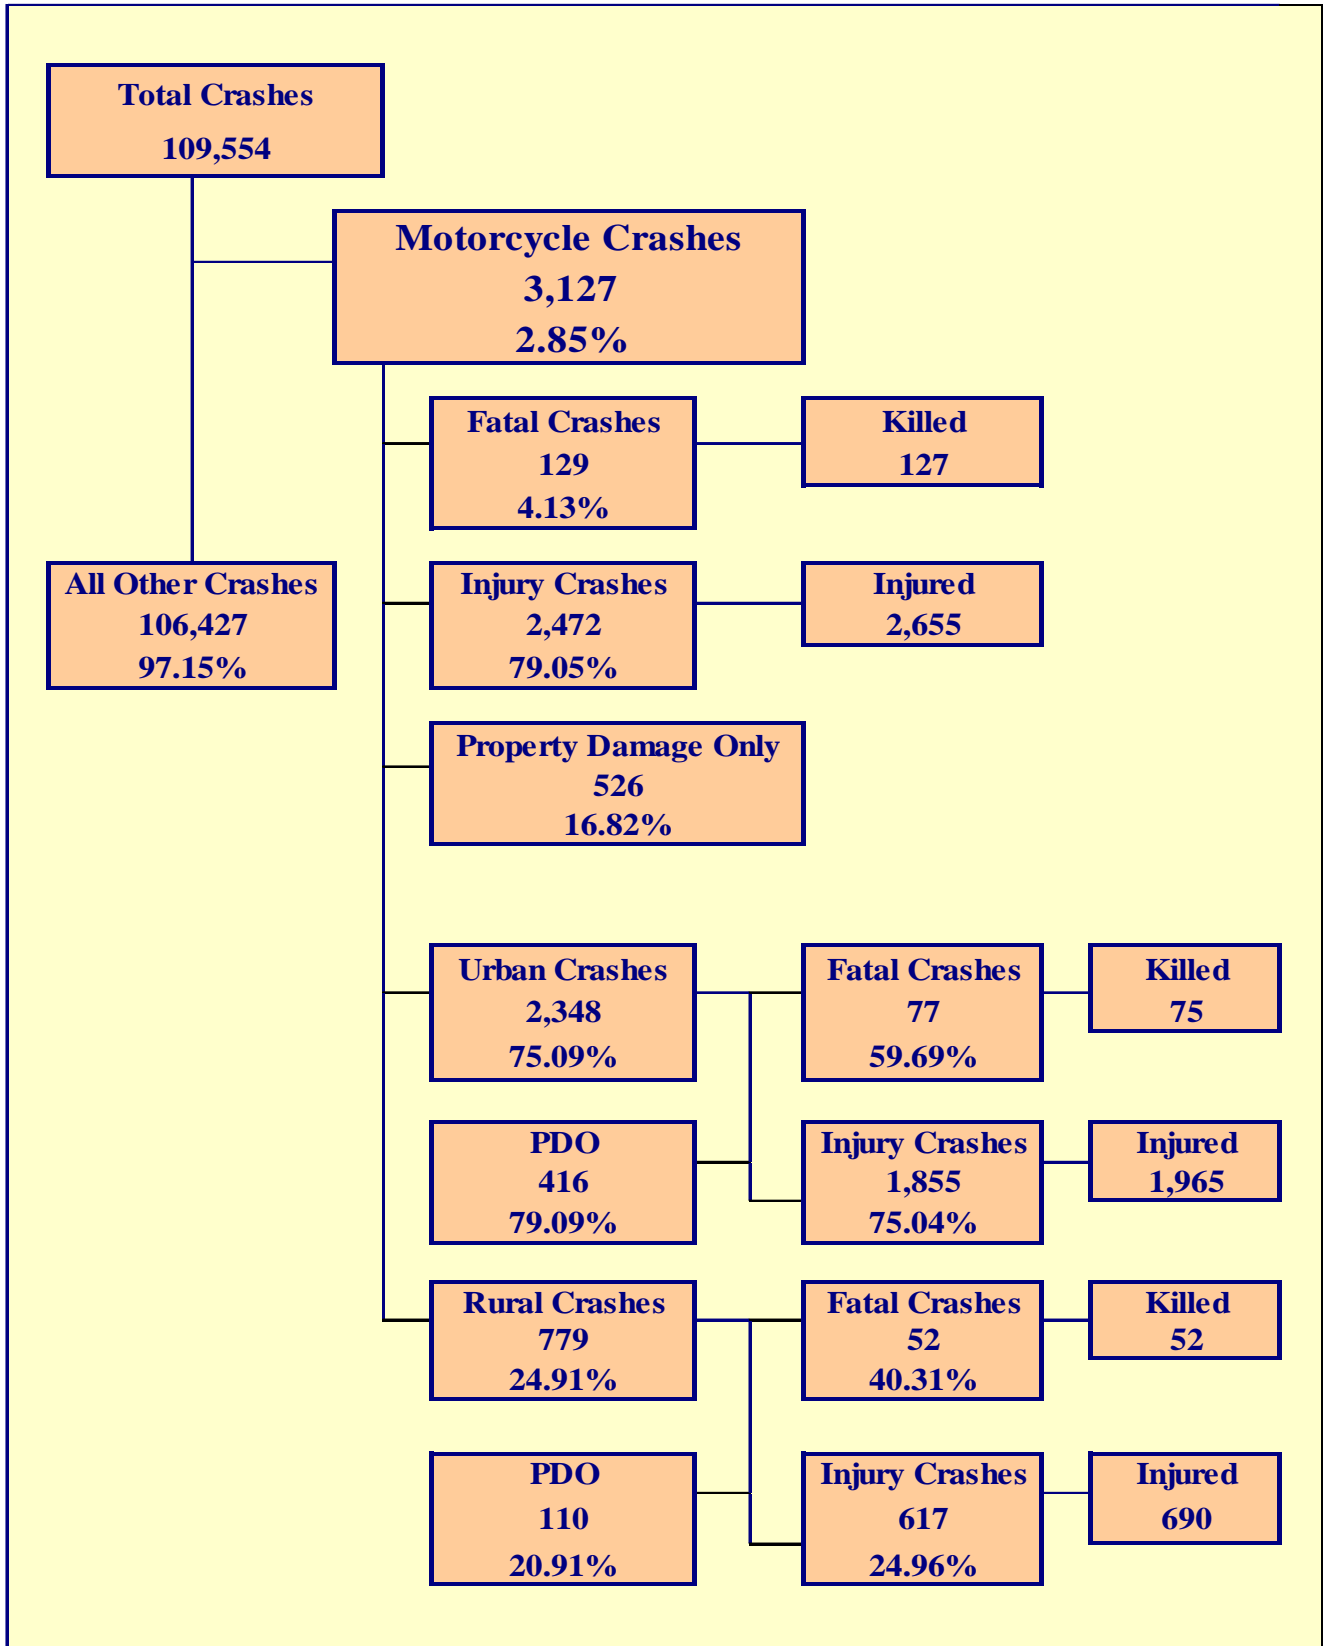 Total Crashes
109,554
Motorcycle Crashes
3,127
2.85%
Fatal Crashes
129
4.13%
Killed
127
All Other Crashes
106,427
97.15%
Injury Crashes
2,472
79.05%
Injured
2,655
Property Damage Only
526
16.82%
Urban Crashes
2,348
75.09%
Fatal Crashes
77
59.69%
Killed
75
PDO
416
79.09%
Injury Crashes
1,855
75.04%
Injured
1,965
Rural Crashes
779
24.91%
Fatal Crashes
52
40.31%
Killed
52
PDO
110
20.91%
Injury Crashes
617
24.96%
Injured
690